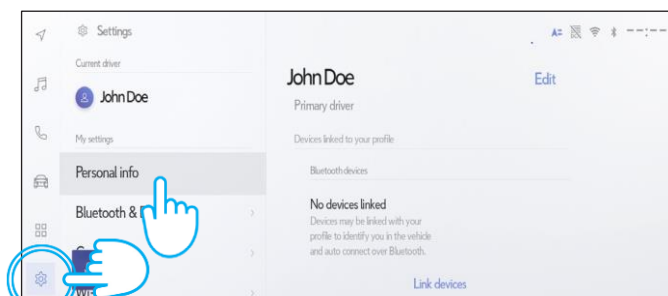 Settings
A= --:--
Current driver
John Doe
My settings
Personal info
Bluetooth &
John Doe
Edit
Primary driver
Devices linked to your profile
Bluetooth devices
No devices linked
Devices may be linked with your
profile to identify you in the vehicle
and auto connect over Bluetooth.
Link devices